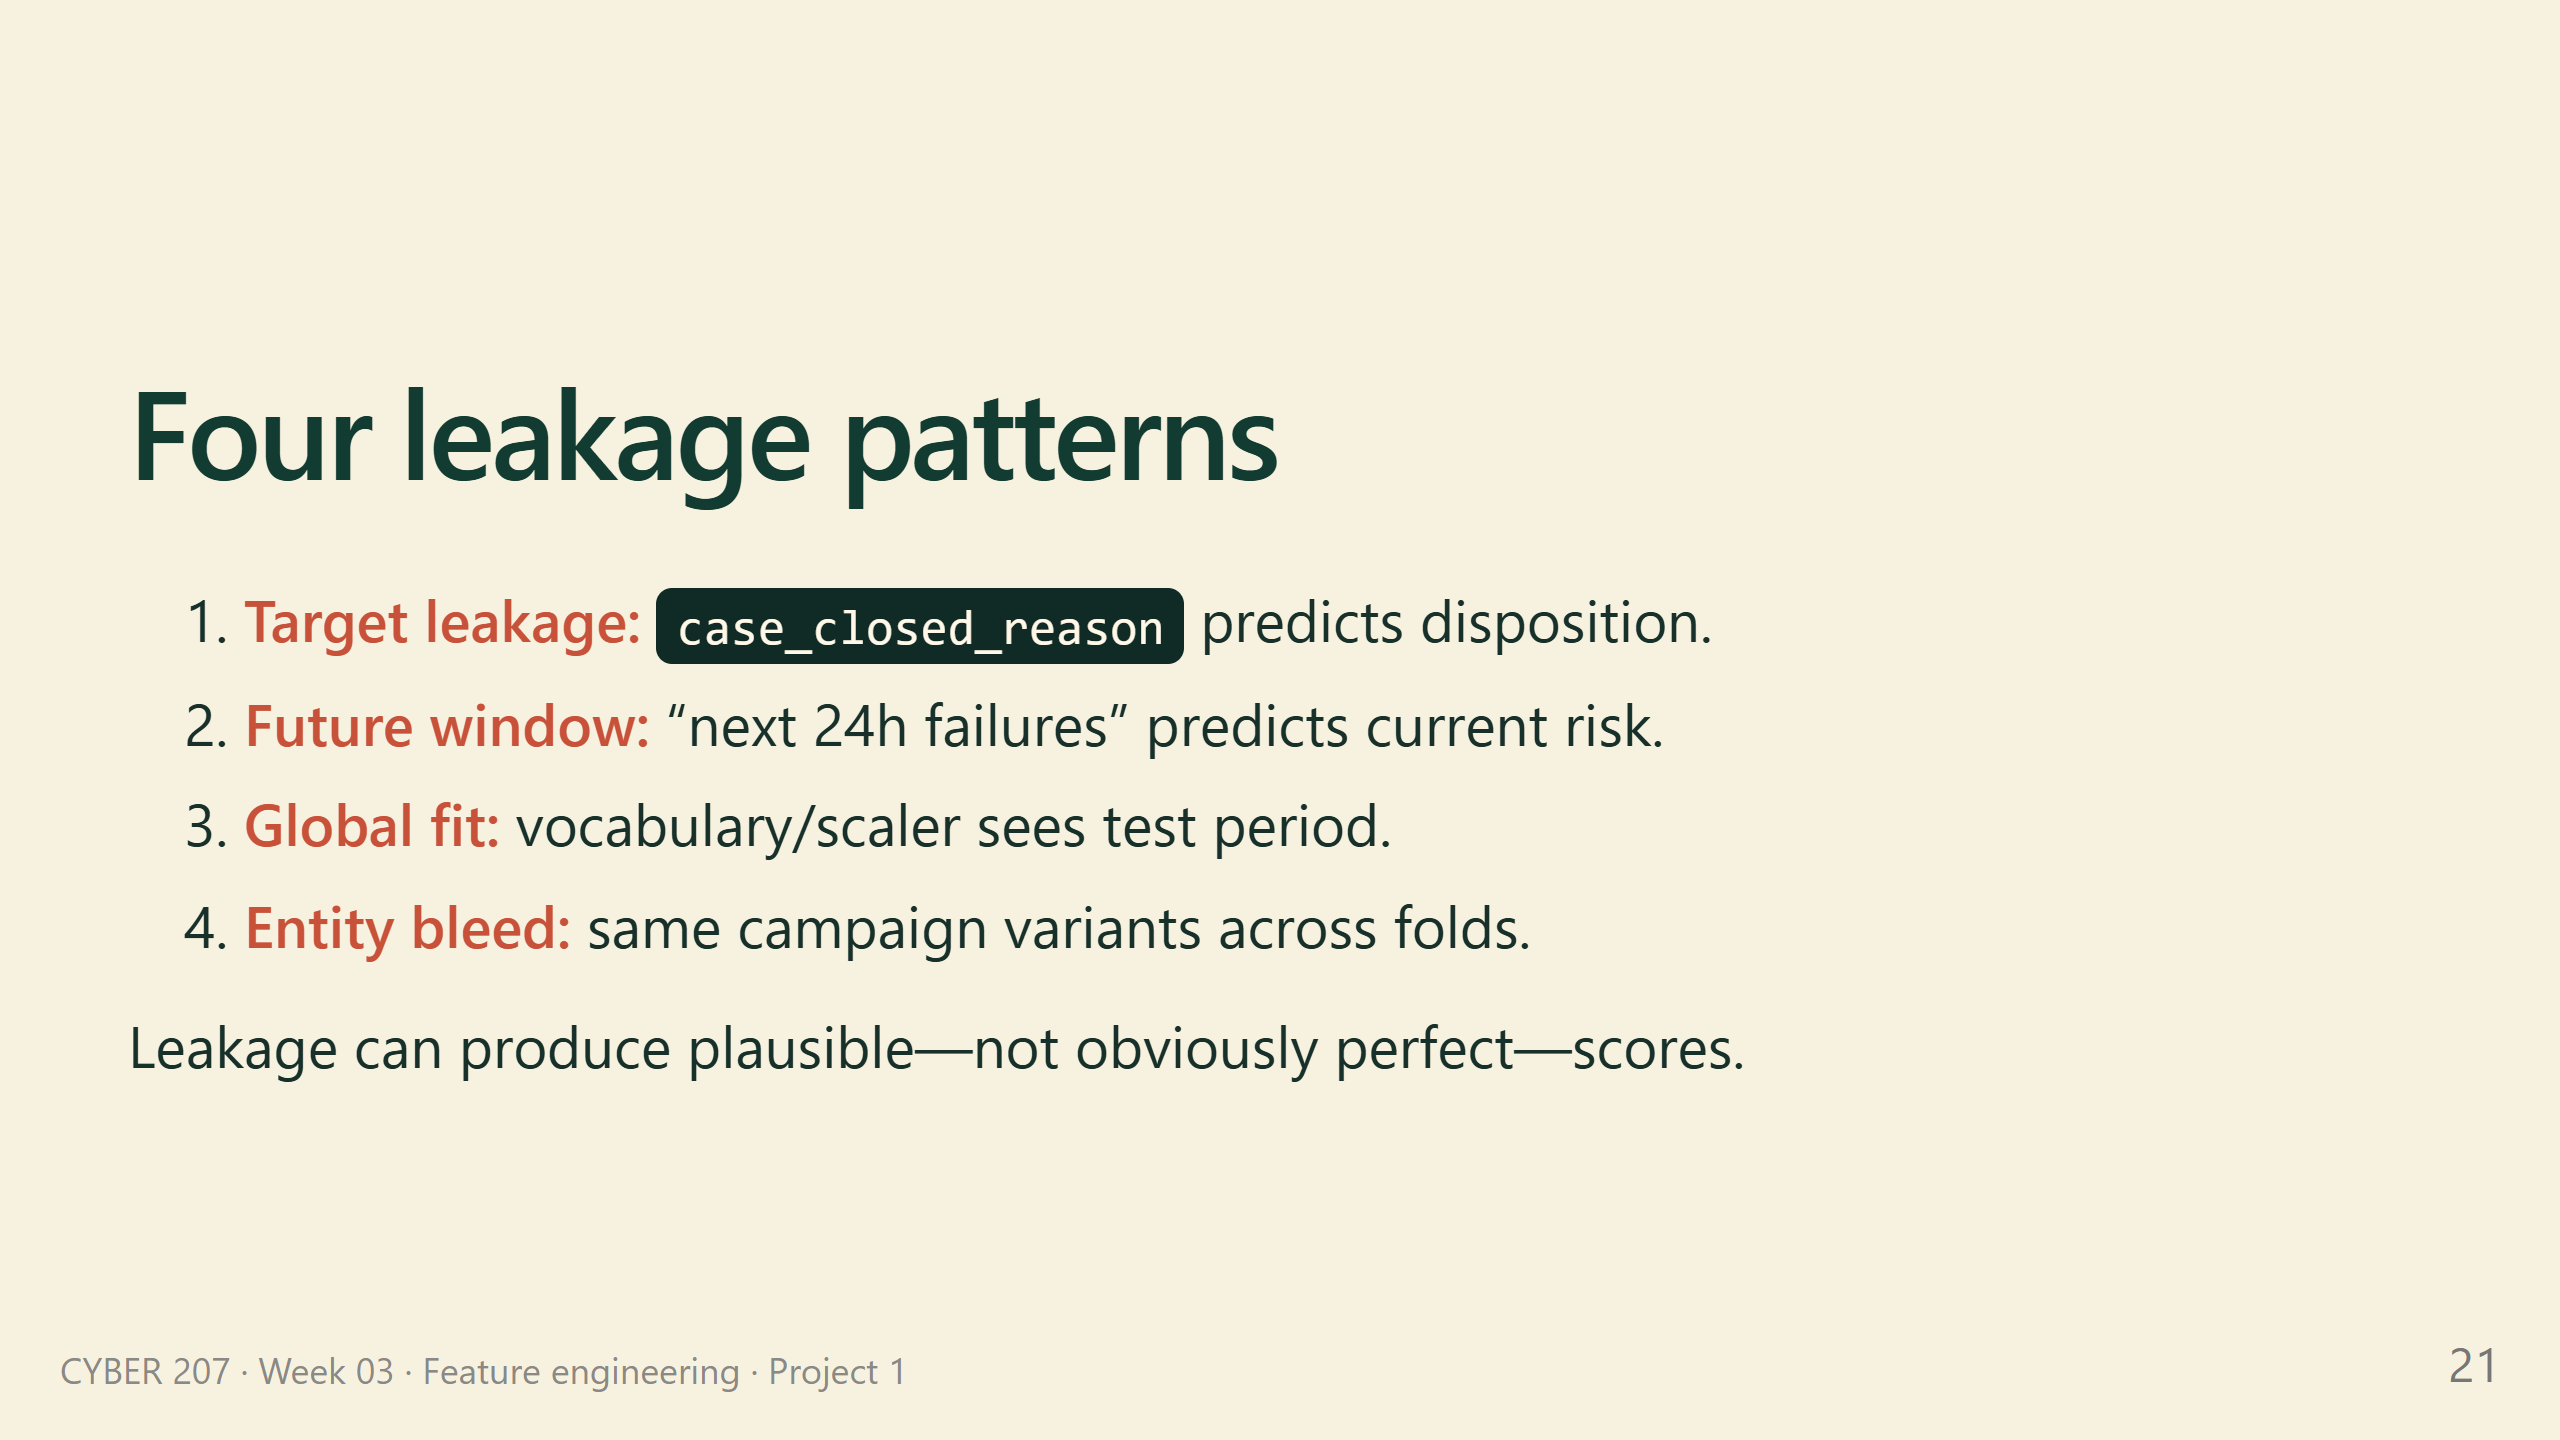 Four leakage patterns
1. Target leakage: case_closed_reason predicts disposition.
2. Future window: “next 24h failures” predicts current risk.
3. Global fit: vocabulary/scaler sees test period.
4. Entity bleed: same campaign variants across folds.
Leakage can produce plausible—not obviously perfect—scores.
CYBER 207 · Week 03 · Feature engineering · Project 1
21